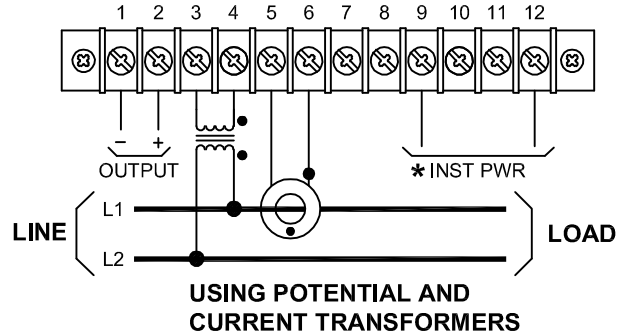 1 2 3 4 5 6 7 8 9 10 11 12
− +
OUTPUT
* INST PWR
L1
LINE
LOAD
L2
USING POTENTIAL AND
CURRENT TRANSFORMERS